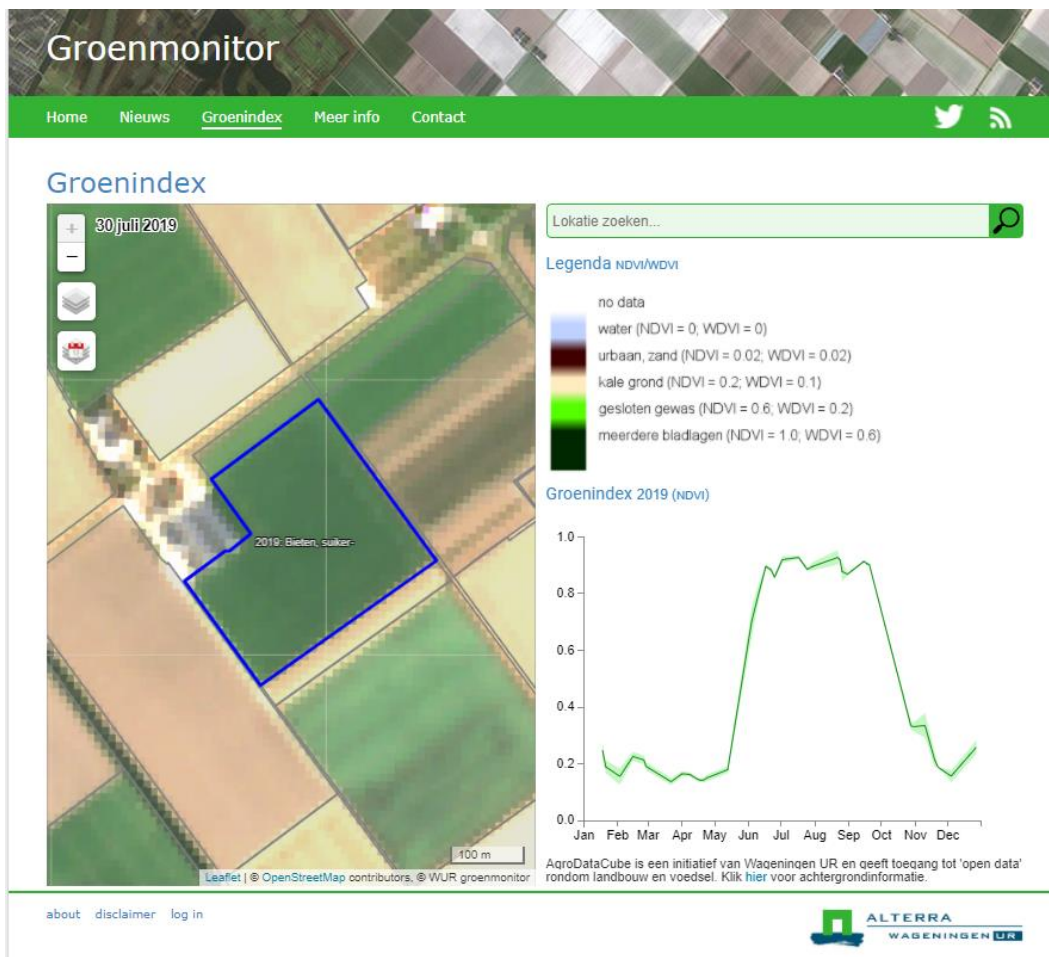 Groenmonitor
Home Nieuws Groenindex Meer info Contact
Groenindex
+ 30 juli 2019
−
2019: Bieten, suiker-
100 m
Leaflet | © OpenStreetMap contributors, © WUR groenmonitor
Lokatie zoeken...
Legenda NDVI/WDVI
no data
water (NDVI = 0; WDVI = 0)
urbaan, zand (NDVI = 0.02; WDVI = 0.02)
kale grond (NDVI = 0.2; WDVI = 0.1)
gesloten gewas (NDVI = 0.6; WDVI = 0.2)
meerdere bladlagen (NDVI = 1.0; WDVI = 0.6)
Groenindex 2019 (NDVI)
1.0
0.8
0.6
0.4
0.2
0.0
Jan Feb Mar Apr May Jun Jul Aug Sep Oct Nov Dec
AgroDataCube is een initiatief van Wageningen UR en geeft toegang tot 'open data'
rondom landbouw en voedsel. Klik hier voor achtergrondinformatie.
about disclaimer log in
ALTERRA
WAGENINGEN UR